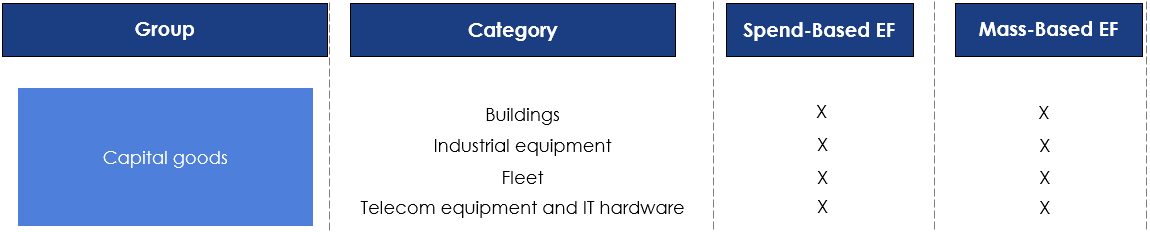 Group Category Spend-Based EF Mass-Based EF
Capital goods
Buildings X X
Industrial equipment X X
Fleet X X
Telecom equipment and IT hardware X X